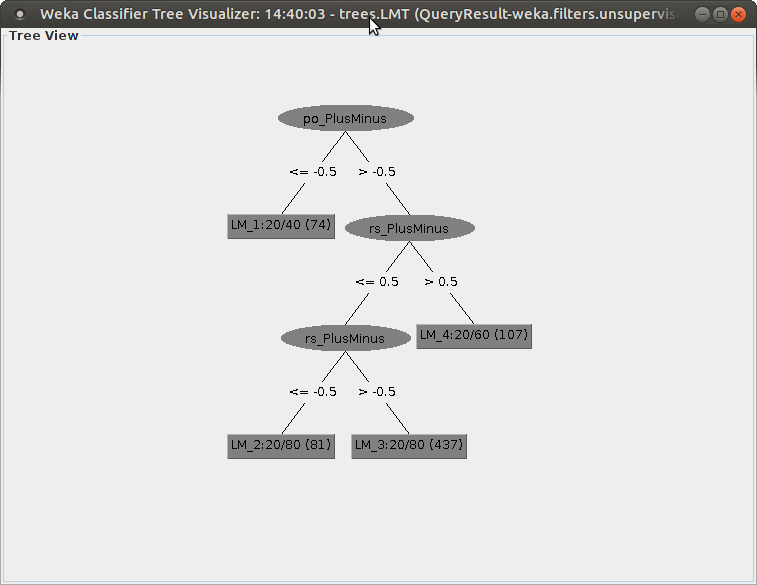 Weka Classifier Tree Visualizer: 14:40:03 - trees.LMT (QueryResult-weka.filters.unsupervis
Tree View
po_PlusMinus
<= -0.5 > -0.5
LM_1:20/40 (74) rs_PlusMinus
<= 0.5 > 0.5
rs_PlusMinus LM_4:20/60 (107)
<= -0.5 > -0.5
LM_2:20/80 (81) LM_3:20/80 (437)